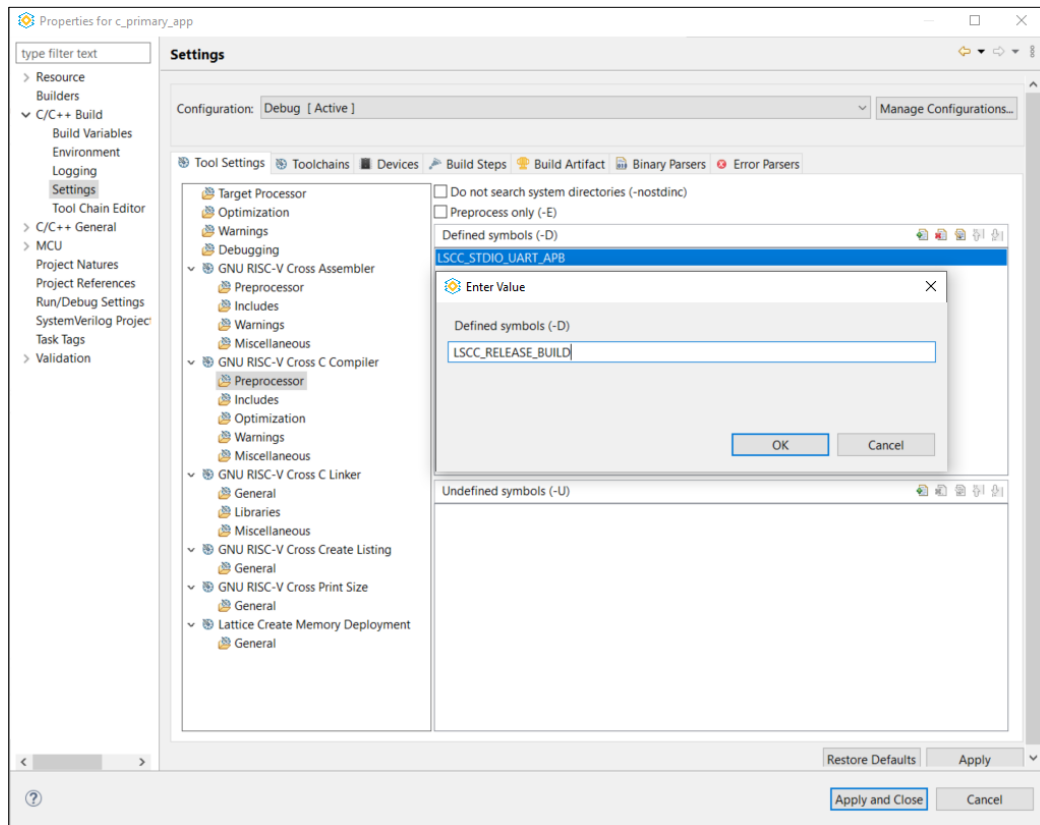 Properties for c_primary_app
type filter text
Resource
Builders
C/C++ Build
Build Variables
Environment
Logging
Settings
Tool Chain Editor
C/C++ General
MCU
Project Natures
Project References
Run/Debug Settings
SystemVerilog Projec
Task Tags
Validation
Settings
Configuration: Debug [ Active ]
Manage Configurations...
Tool Settings Toolchains Devices Build Steps Build Artifact Binary Parsers Error Parsers
Target Processor
Optimization
Warnings
Debugging
GNU RISC-V Cross Assembler
Preprocessor
Includes
Warnings
Miscellaneous
GNU RISC-V Cross C Compiler
Preprocessor
Includes
Optimization
Warnings
Miscellaneous
GNU RISC-V Cross C Linker
General
Libraries
Miscellaneous
GNU RISC-V Cross Create Listing
General
GNU RISC-V Cross Print Size
General
Lattice Create Memory Deployment
General
Do not search system directories (-nostdinc)
Preprocess only (-E)
Defined symbols (-D)
LSCC_STDIO_UART_APB
Enter Value
Defined symbols (-D)
LSCC_RELEASE_BUILD
OK Cancel
Undefined symbols (-U)
Restore Defaults Apply
Apply and Close Cancel